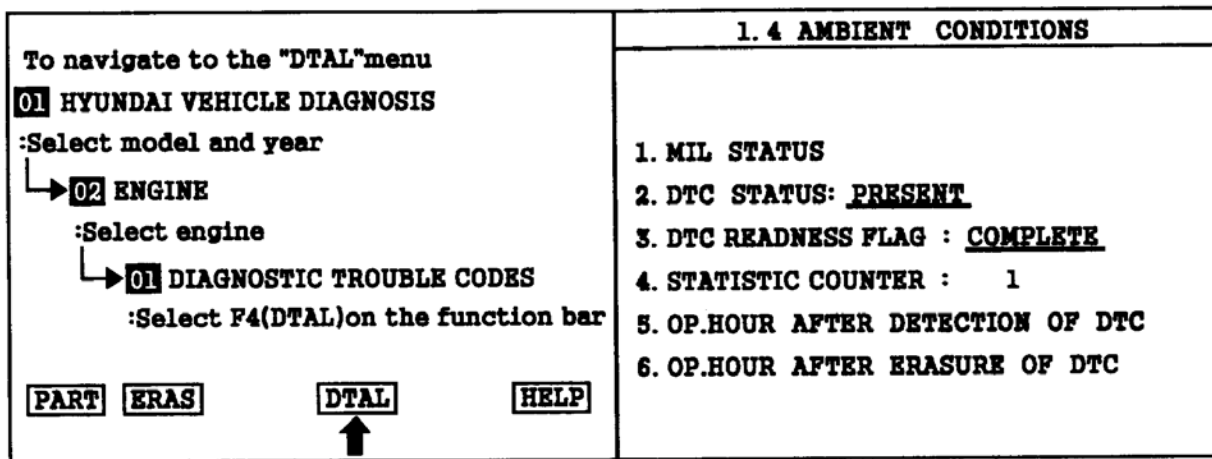 To navigate to the "DTAL"menu
01 HYUNDAI VEHICLE DIAGNOSIS
:Select model and year
02 ENGINE
:Select engine
01 DIAGNOSTIC TROUBLE CODES
:Select F4(DTAL)on the function bar
PART ERAS DTAL HELP
1.4 AMBIENT CONDITIONS
1. MIL STATUS
2. DTC STATUS: PRESENT
3. DTC READNESS FLAG : COMPLETE
4. STATISTIC COUNTER : 1
5. OP.HOUR AFTER DETECTION OF DTC
6. OP.HOUR AFTER ERASURE OF DTC